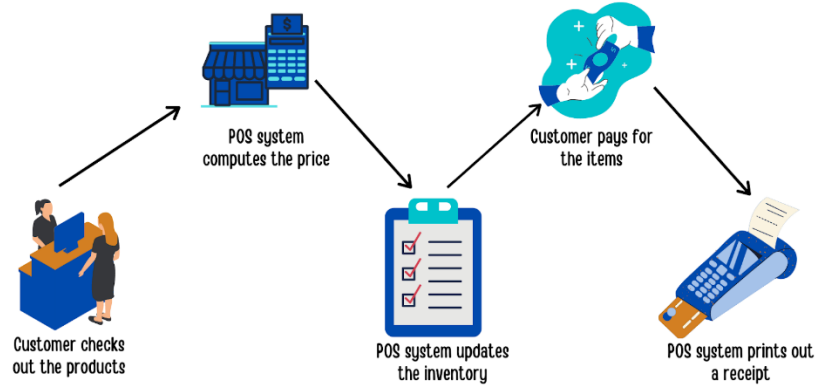 $
POS system
computes the price
Customer pays for
the items
Customer checks
out the products
POS system updates
the inventory
POS system prints out
a receipt